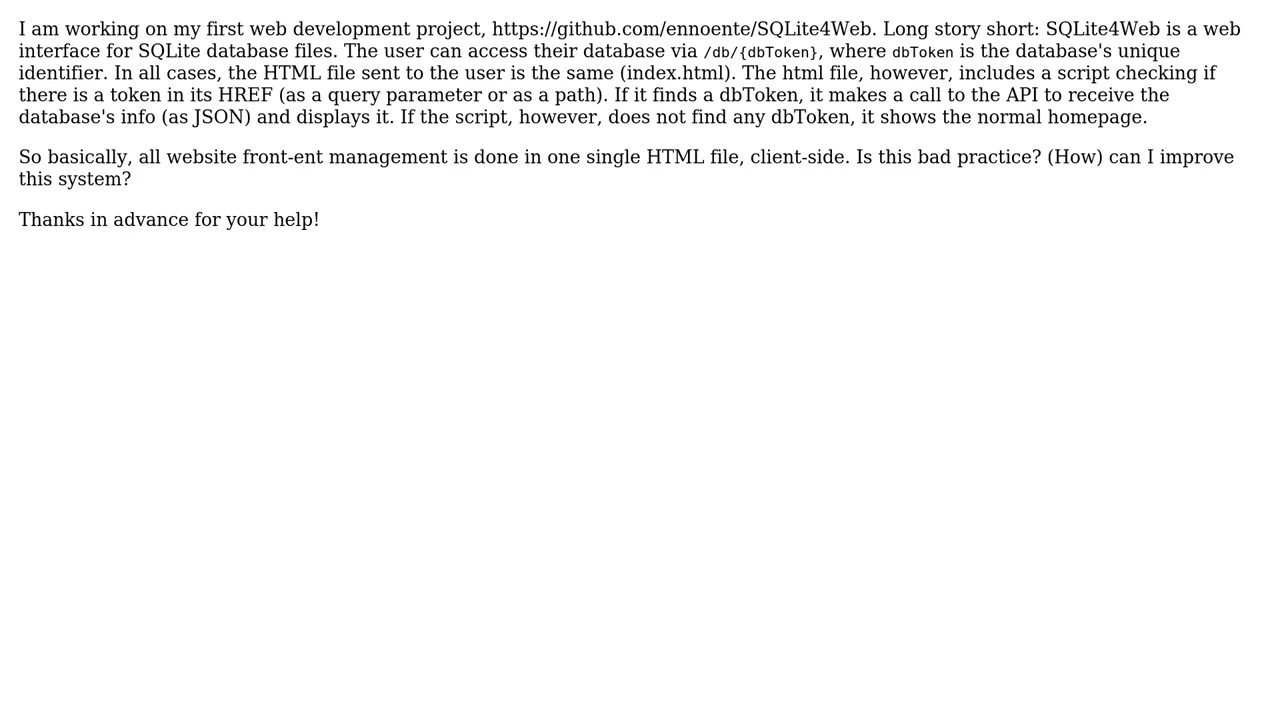 I am working on my first web development project, https://github.com/ennoente/SQLite4Web. Long story short: SQLite4Web is a web
interface for SQLite database files. The user can access their database via /db/{dbToken}, where dbToken is the database's unique
identifier. In all cases, the HTML file sent to the user is the same (index.html). The html file, however, includes a script checking if
there is a token in its HREF (as a query parameter or as a path). If it finds a dbToken, it makes a call to the API to receive the
database's info (as JSON) and displays it. If the script, however, does not find any dbToken, it shows the normal homepage.
So basically, all website front-ent management is done in one single HTML file, client-side. Is this bad practice? (How) can I improve
this system?
Thanks in advance for your help!